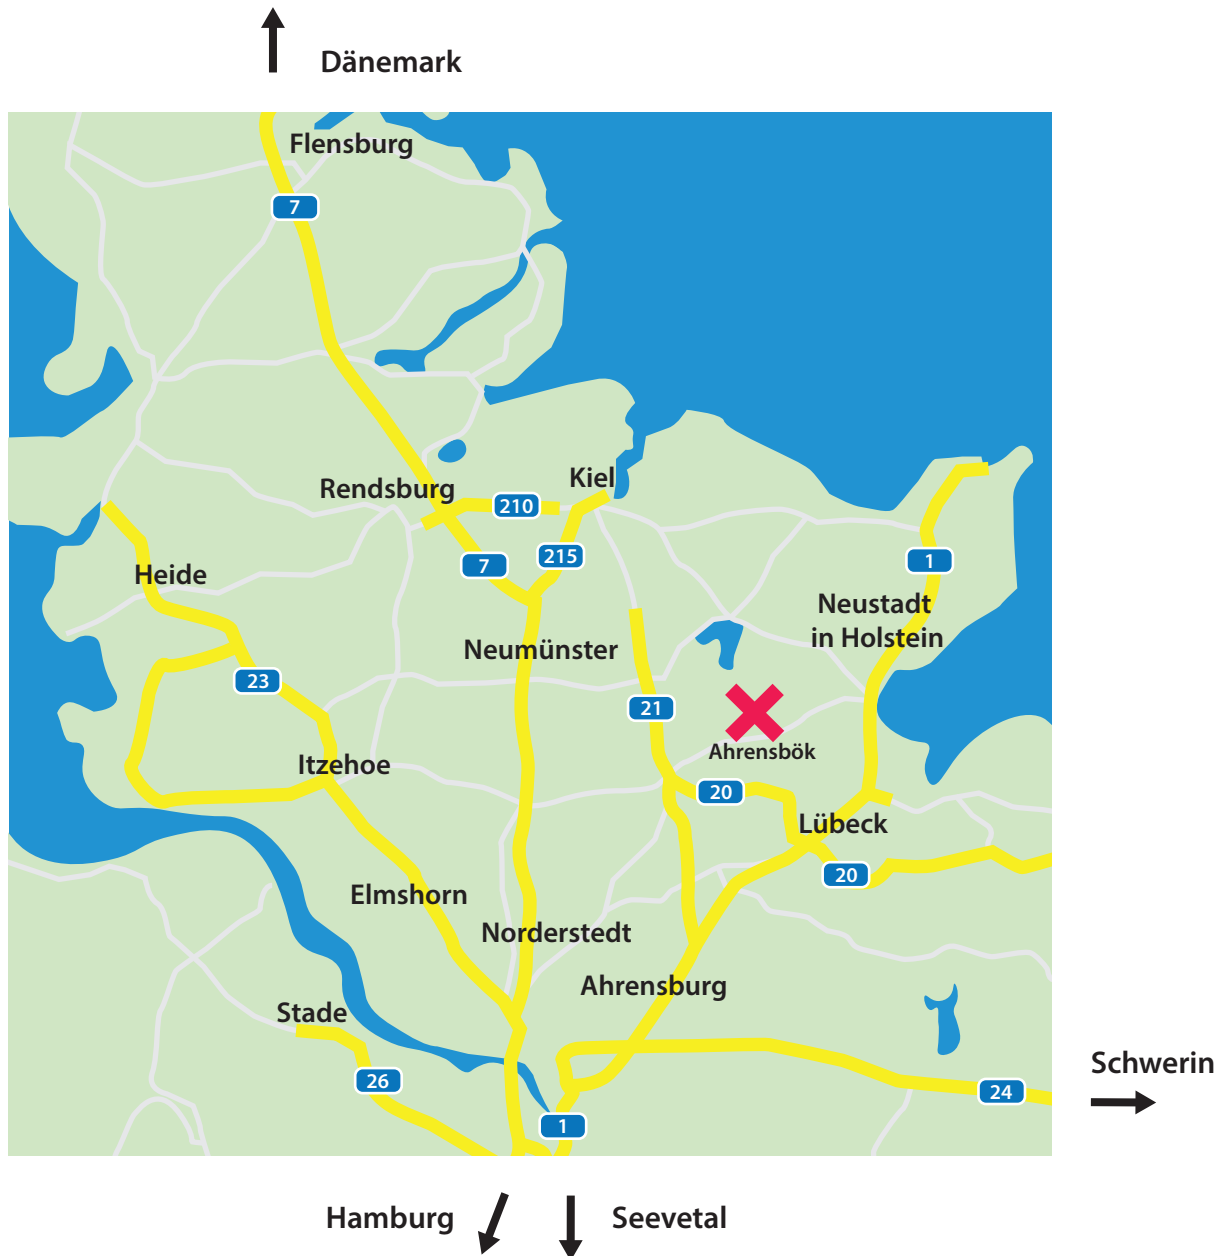 Dänemark
Flensburg
7
Kiel
Rendsburg
210
215
7
1
Heide
Neustadt
in Holstein
Neumünster
23
21
Ahrensbök
Itzehoe
20
Lübeck
20
Elmshorn
Norderstedt
Ahrensburg
Stade
Schwerin
26
24
1
Hamburg
Seevetal